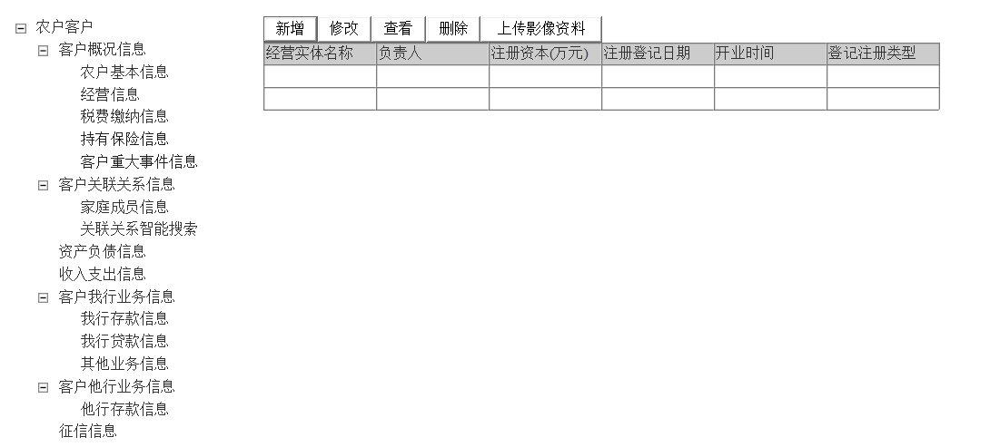 农户客户
客户概况信息
农户基本信息
经营信息
税费缴纳信息
持有保险信息
客户重大事件信息
客户关联关系信息
家庭成员信息
关联关系智能搜索
资产负债信息
收入支出信息
客户我行业务信息
我行存款信息
我行贷款信息
其他业务信息
客户他行业务信息
他行存款信息
征信信息
新增 修改 查看 删除 上传影像资料
经营实体名称 负责人 注册资本(万元) 注册登记日期 开业时间 登记注册类型